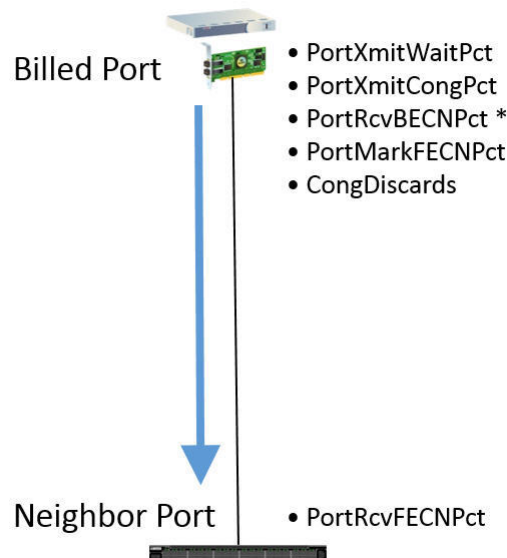 Billed Port
• PortXmitWaitPct
• PortXmitCongPct
• PortRcvBECNPct *
• PortMarkFECNPct
• CongDiscards
Neighbor Port
• PortRcvFECNPct